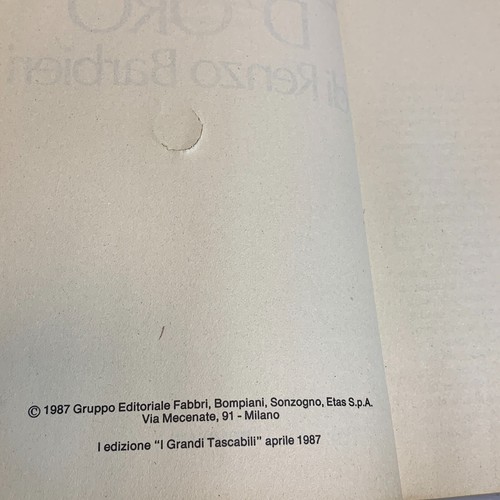 D'ORO
di Renzo Barbieri
© 1987 Gruppo Editoriale Fabbri, Bompiani, Sonzogno, Etas S.p.A.
Via Mecenate, 91 - Milano
I edizione "I Grandi Tascabili" aprile 1987